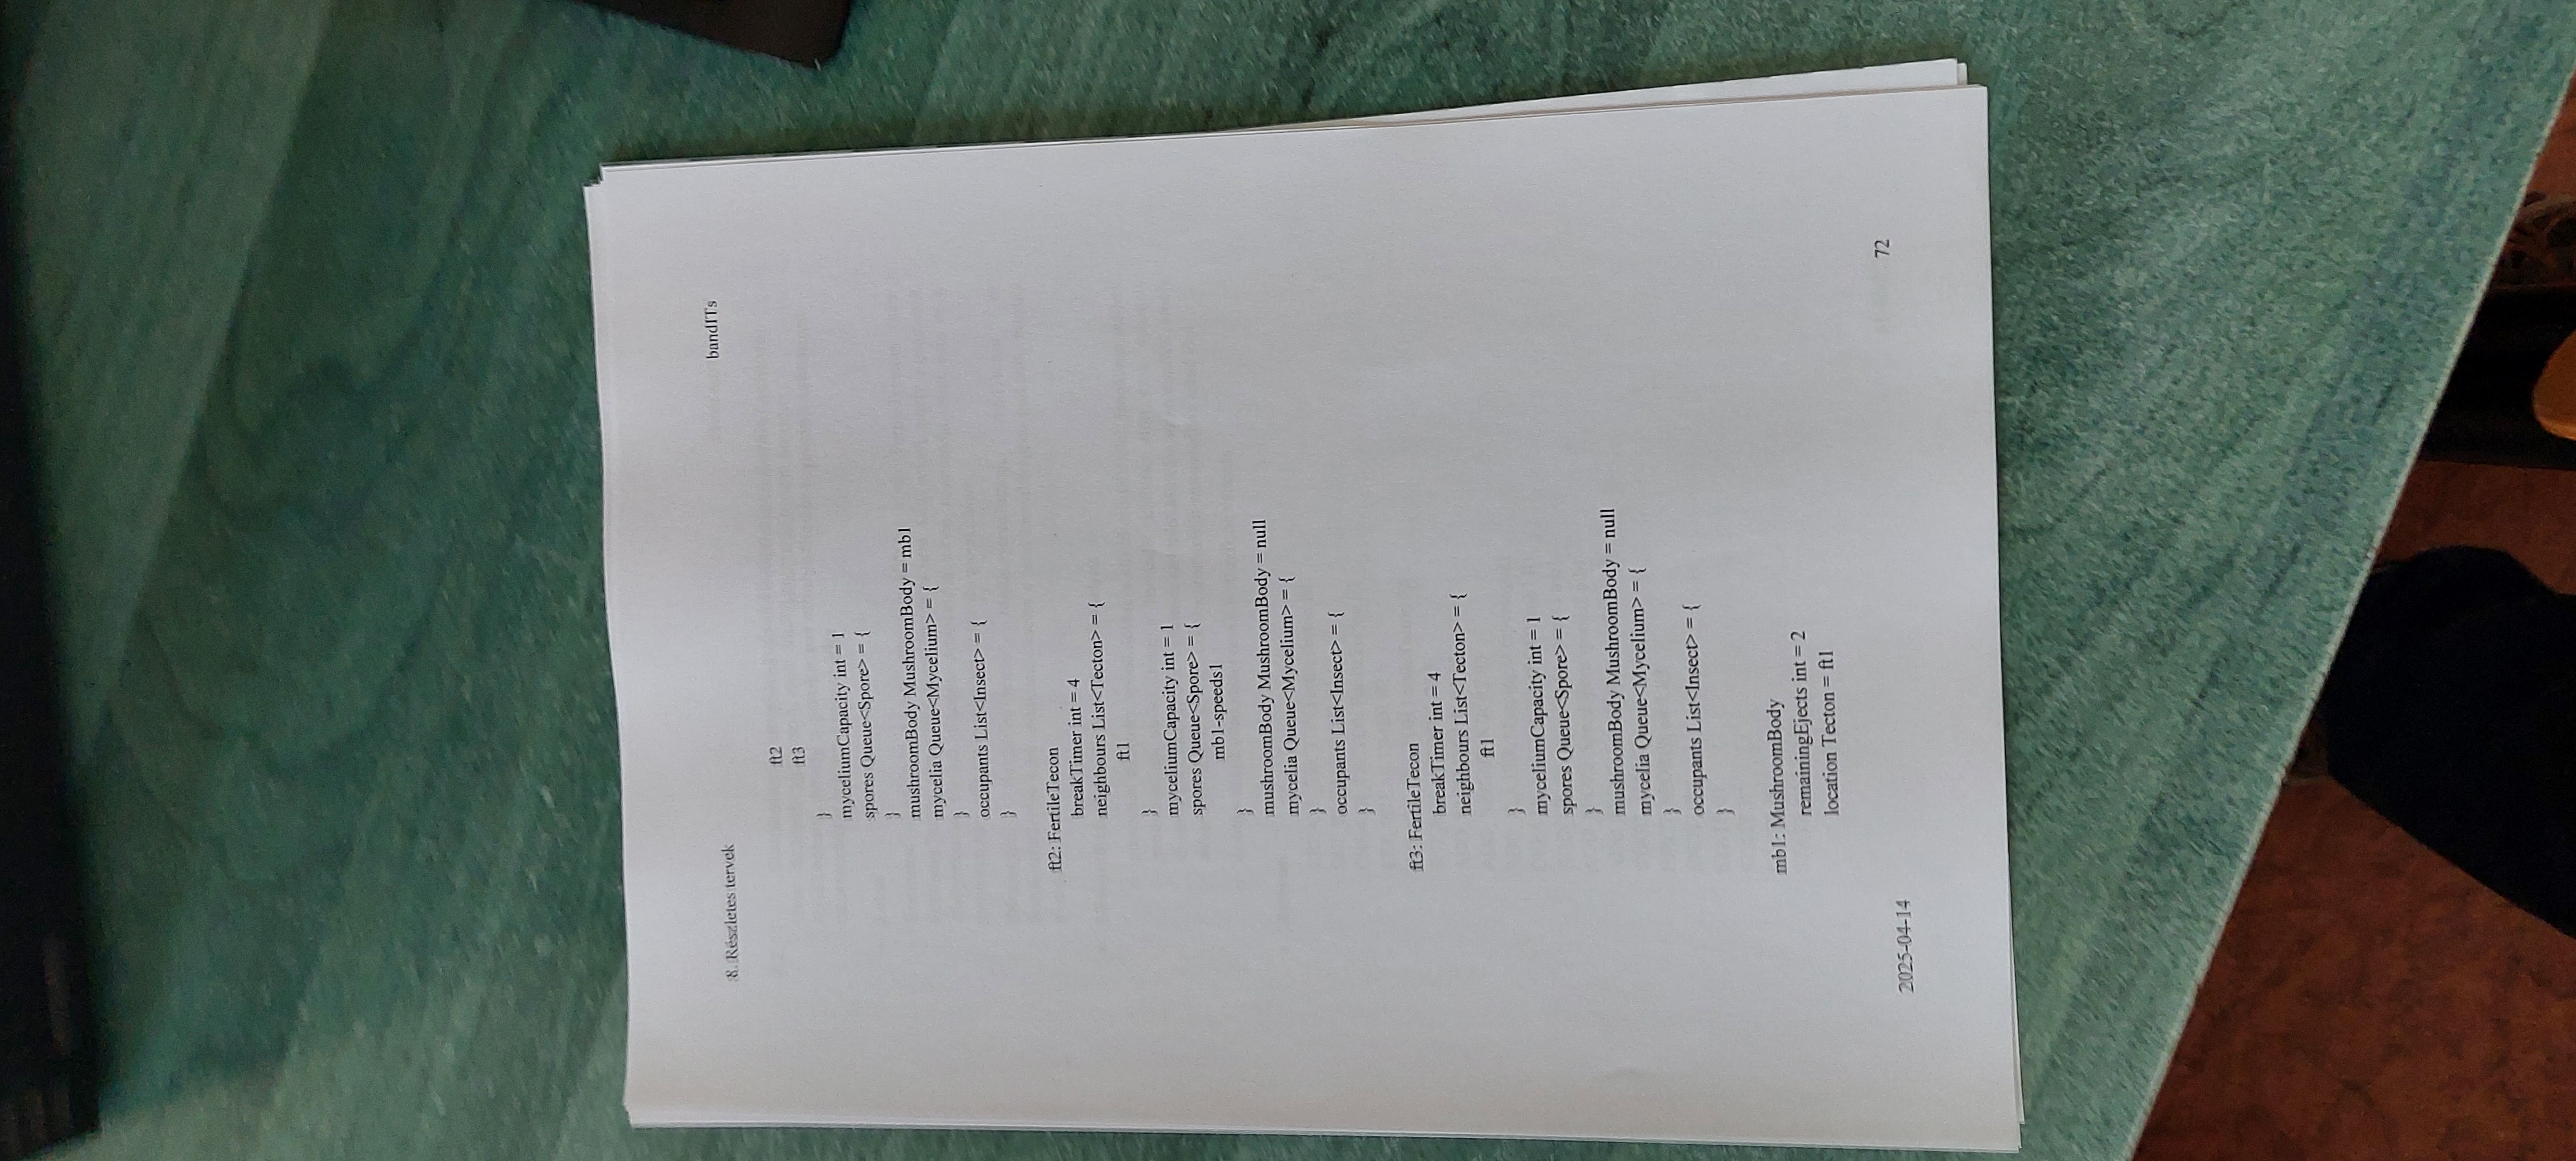 8. Részletes tervek
bandITs
ft2
ft3
}
myceliumCapacity int = 1
spores Queue<Spore> = {
}
mushroomBody MushroomBody = mb1
mycelia Queue<Mycelium> = {
}
occupants List<Insect> = {
}
ft2: FertileTecon
breakTimer int = 4
neighbours List<Tecton> = {
ft1
}
myceliumCapacity int = 1
spores Queue<Spore> = {
mb1-speeds1
}
mushroomBody MushroomBody = null
mycelia Queue<Mycelium> = {
}
occupants List<Insect> = {
}
ft3: FertileTecon
breakTimer int = 4
neighbours List<Tecton> = {
ft1
}
myceliumCapacity int = 1
spores Queue<Spore> = {
}
mushroomBody MushroomBody = null
mycelia Queue<Mycelium> = {
}
occupants List<Insect> = {
}
mb1: MushroomBody
remainingEjects int = 2
location Tecton = ft1
2025-04-14
72